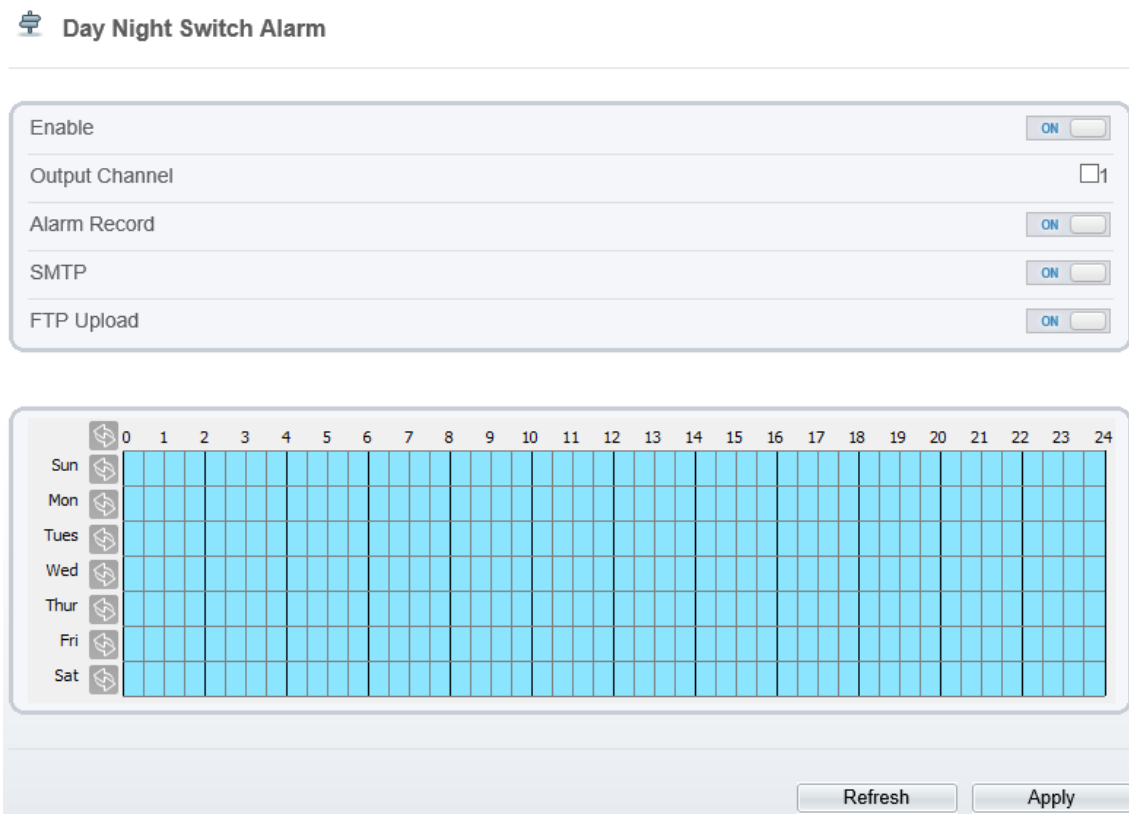 Day Night Switch Alarm
Enable ON
Output Channel 1
Alarm Record ON
SMTP ON
FTP Upload ON
0 1 2 3 4 5 6 7 8 9 10 11 12 13 14 15 16 17 18 19 20 21 22 23 24
Sun
Mon
Tues
Wed
Thur
Fri
Sat
Refresh Apply